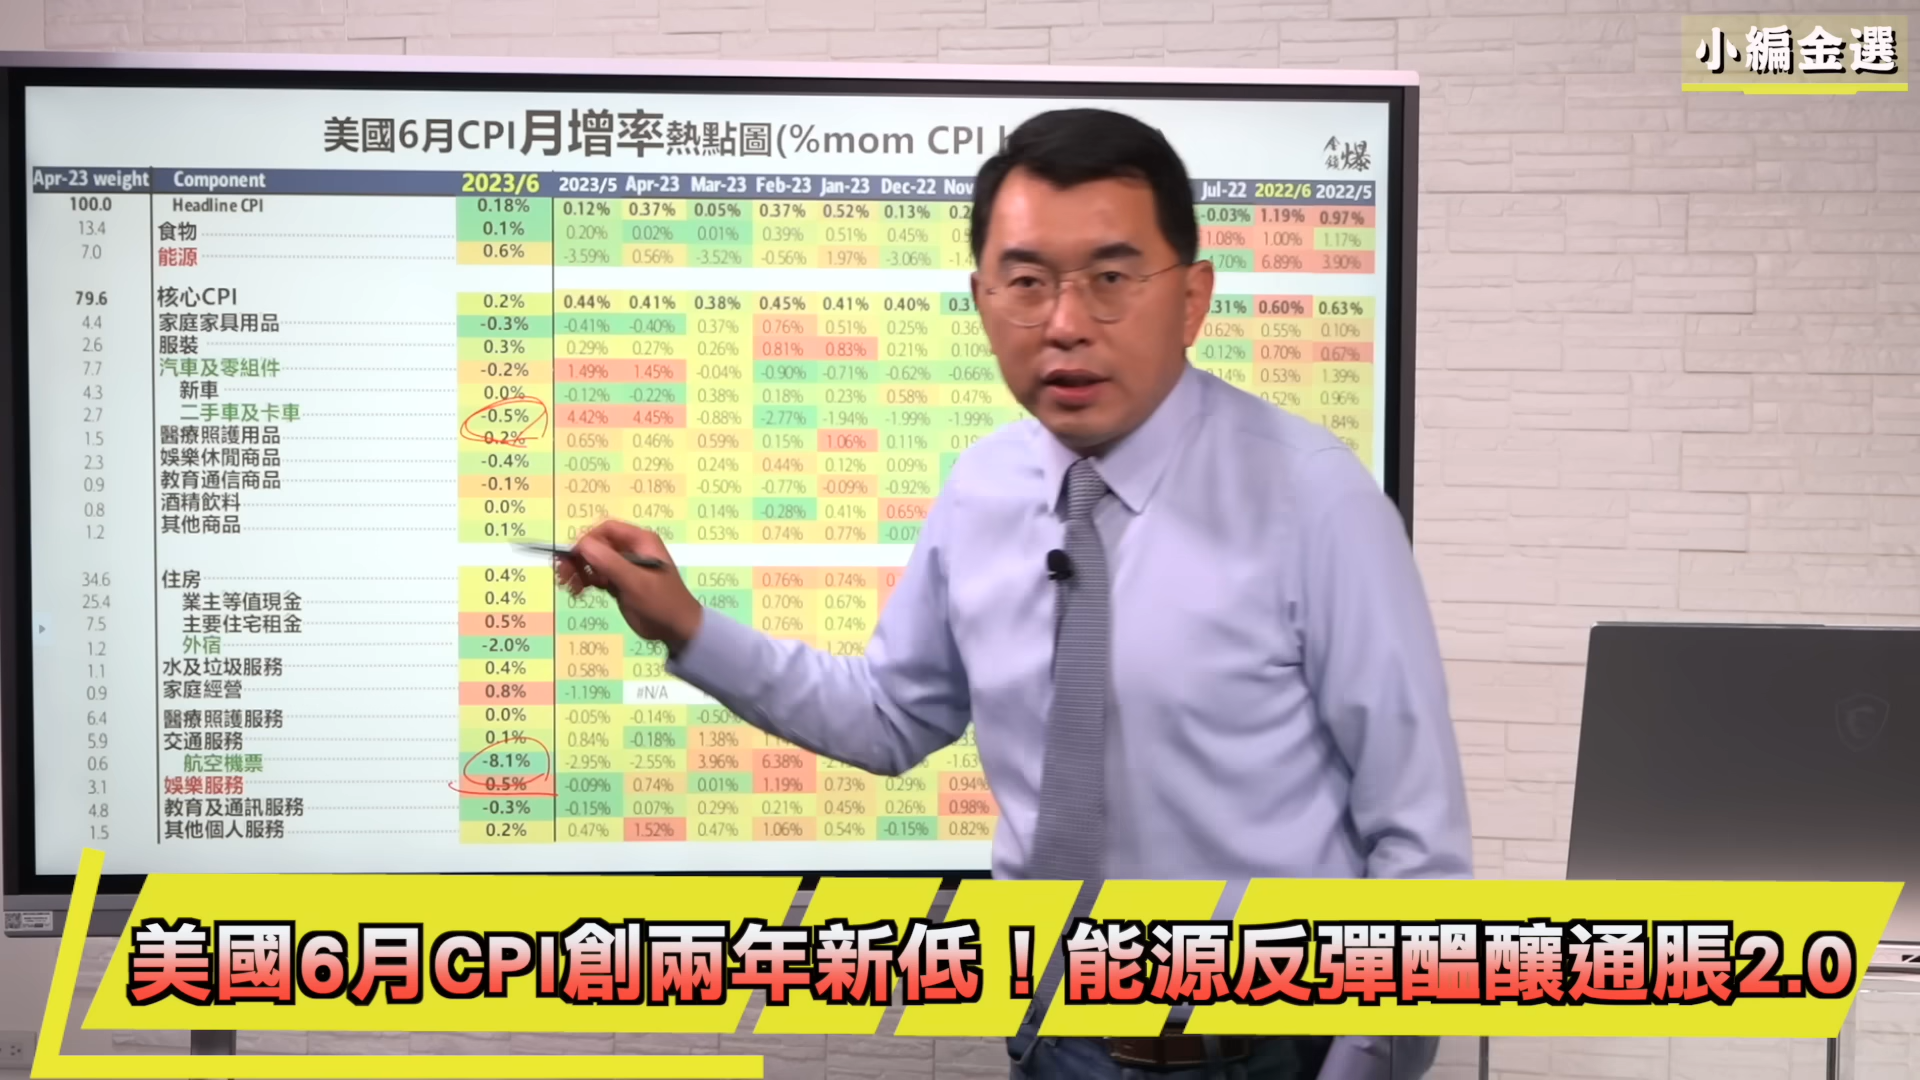 小編金選
美國6月CPI月增率熱點圖(%mom CPI
金錢爆
Apr-23 weight Component 2023/6 2023/5 Apr-23 Mar-23 Feb-23 Jan-23 Dec-22 Nov Jul-22 2022/6 2022/5
100.0 Headline CPI 0.18% 0.12% 0.37% 0.05% 0.37% 0.52% 0.13% -0.03% 1.19% 0.97%
13.4 食物 0.1% 0.20% 0.02% 0.01% 0.39% 0.51% 0.45% 1.08% 1.00% 1.17%
7.0 能源 0.6% -3.59% 0.56% -3.52% -0.56% 1.97% -3.06% 6.89% 3.90%
79.6 核心CPI 0.2% 0.44% 0.41% 0.38% 0.45% 0.41% 0.40% 0.60% 0.63%
4.4 家庭家具用品 -0.3% -0.41% -0.40% 0.37% 0.76% 0.51% 0.25% 0.36% 0.62% 0.55% 0.10%
2.6 服裝 0.3% 0.29% 0.27% 0.26% 0.81% 0.83% 0.21% 0.10% -0.12% 0.70% 0.67%
7.7 汽車及零組件 -0.2% 1.49% 1.45% -0.04% -0.90% -0.71% -0.62% -0.66% 0.53% 1.39%
4.3 新車 0.0% -0.12% -0.22% 0.38% 0.18% 0.23% 0.58% 0.47% 0.52% 0.96%
2.7 二手車及卡車 -0.5% 4.42% 4.45% -0.88% -2.77% -1.94% -1.99% -1.99% 1.84%
1.5 醫療照護用品 0.2% 0.65% 0.46% 0.59% 0.15% 1.06% 0.11%
2.3 娛樂休閒商品 -0.4% -0.05% 0.29% 0.24% 0.44% 0.12% 0.09%
0.9 教育通信商品 -0.1% -0.20% -0.18% -0.50% -0.77% -0.09% -0.92%
0.8 酒精飲料 0.0% 0.51% 0.47% 0.14% -0.28% 0.41% 0.65%
1.2 其他商品 0.1% 0.53% 0.74% 0.77% -0.07
34.6 住房 0.4% 0.56% 0.76% 0.74%
25.4 業主等值現金 0.4% 0.52% 0.48% 0.70% 0.67%
7.5 主要住宅租金 0.5% 0.49% 0.76% 0.74%
1.2 外宿 -2.0% 1.80% 1.20%
1.1 水及垃圾服務 0.4% 0.58%
0.9 家庭經營 0.8% -1.19% #N/A
6.4 醫療照護服務 0.0% -0.05% -0.14% -0.50%
5.9 交通服務 0.1% 0.84% -0.18% 1.38%
0.6 航空機票 -8.1% -2.95% -2.55% 3.96% 6.38% -1.63
3.1 娛樂服務 0.5% -0.09% 0.74% 0.01% 1.19% 0.73% 0.29% 0.94%
4.8 教育及通訊服務 -0.3% -0.15% 0.07% 0.29% 0.21% 0.45% 0.26% 0.98%
1.5 其他個人服務 0.2% 0.47% 1.52% 0.47% 1.06% 0.54% -0.15% 0.82%
美國6月CPI創兩年新低！能源反彈醞釀通脹2.0